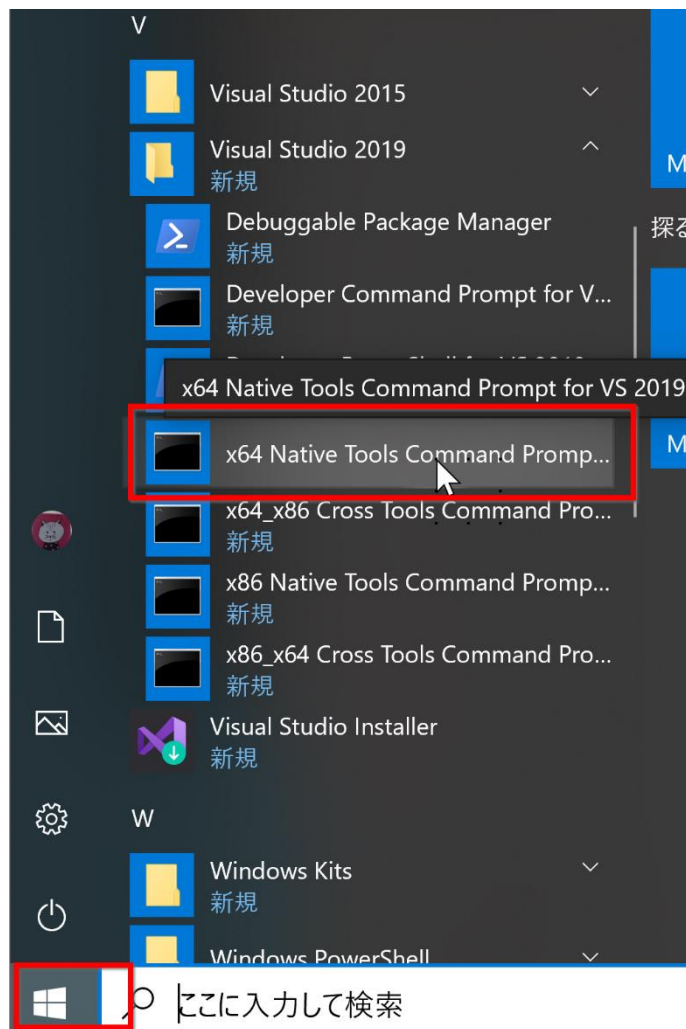 V
Visual Studio 2015
Visual Studio 2019
新規
M
Debuggable Package Manager
新規
探る
Developer Command Prompt for V...
新規
x64 Native Tools Command Prompt for VS 2019
x64 Native Tools Command Promp...
M
x64_x86 Cross Tools Command Pro...
新規
x86 Native Tools Command Promp...
新規
x86_x64 Cross Tools Command Pro...
新規
Visual Studio Installer
新規
W
Windows Kits
新規
Windows PowerShell
ここに入力して検索